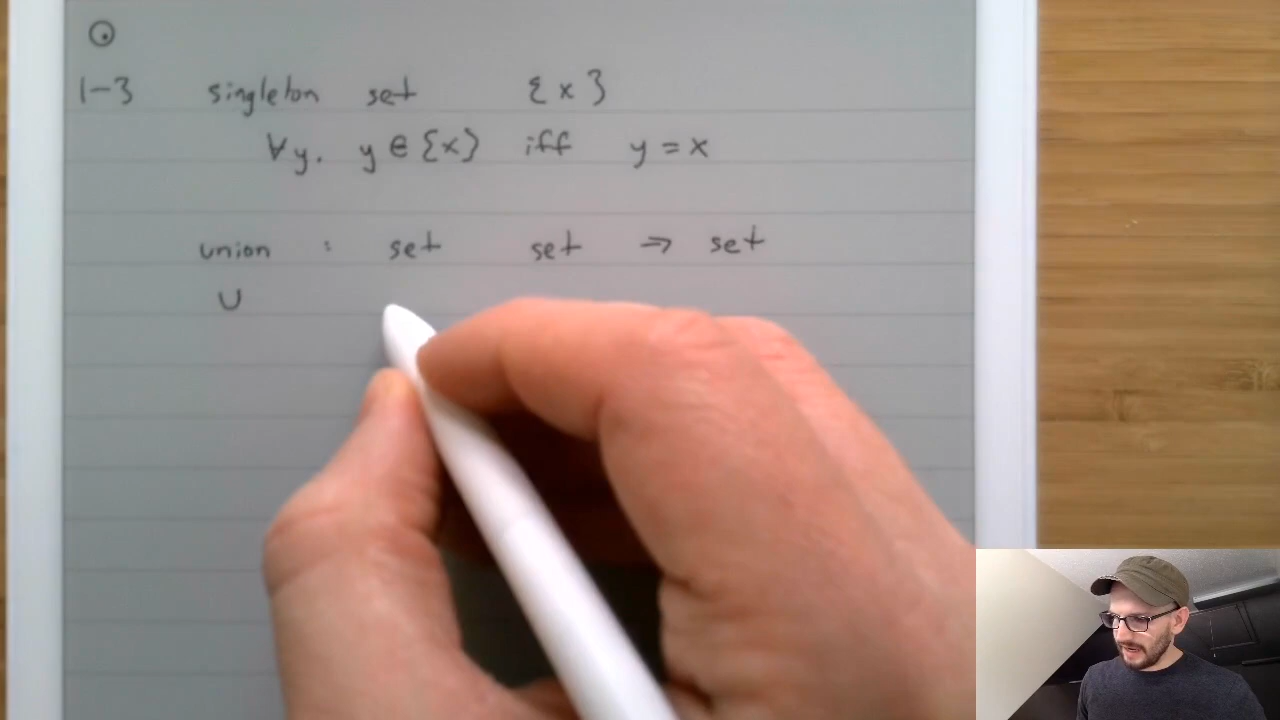 1-3 singleton set { x }
∀y. y ∈ {x} iff y = x
union : set set → set
∪